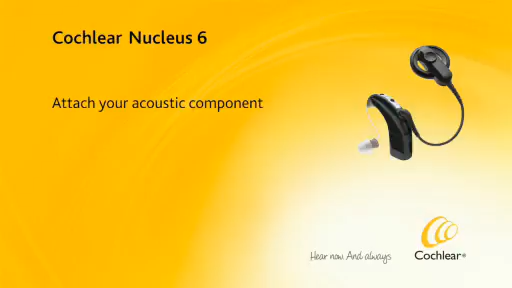 Cochlear Nucleus 6
Attach your acoustic component
Hear now. And always
Cochlear®